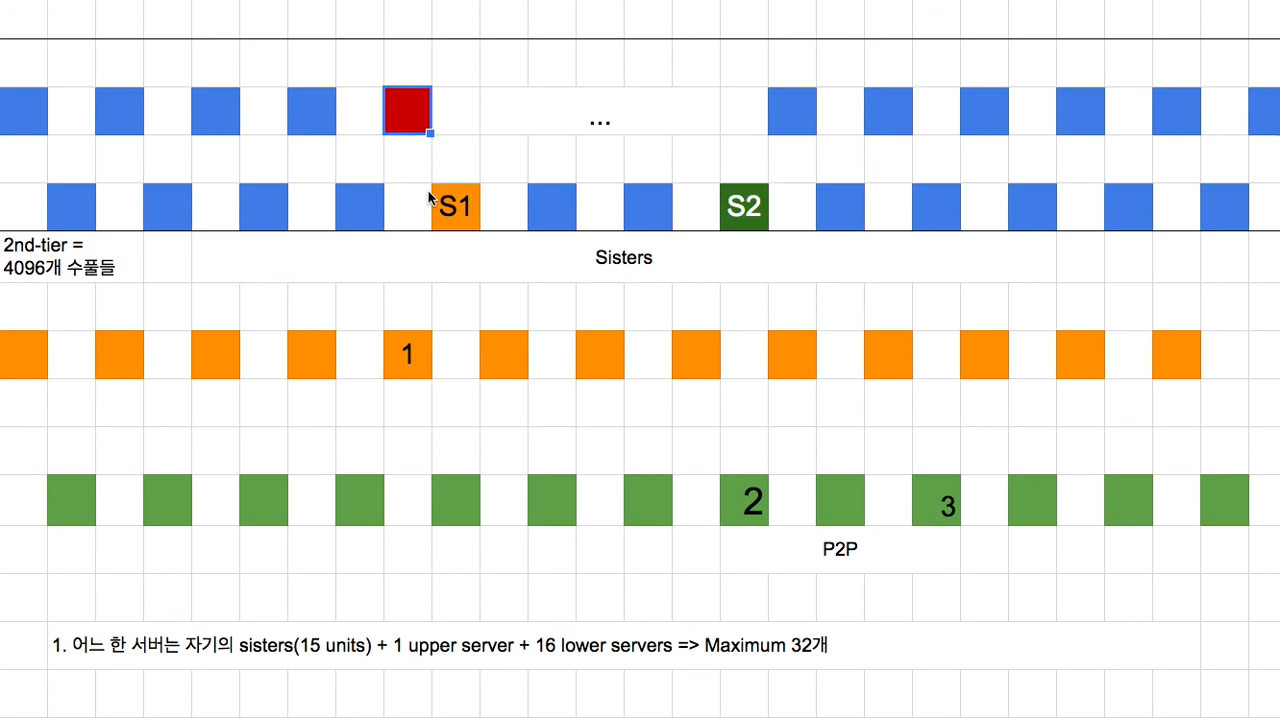 ...
S1
S2
2nd-tier =
4096개 수풀들
Sisters
1
2
3
P2P
1. 어느 한 서버는 자기의 sisters(15 units) + 1 upper server + 16 lower servers => Maximum 32개